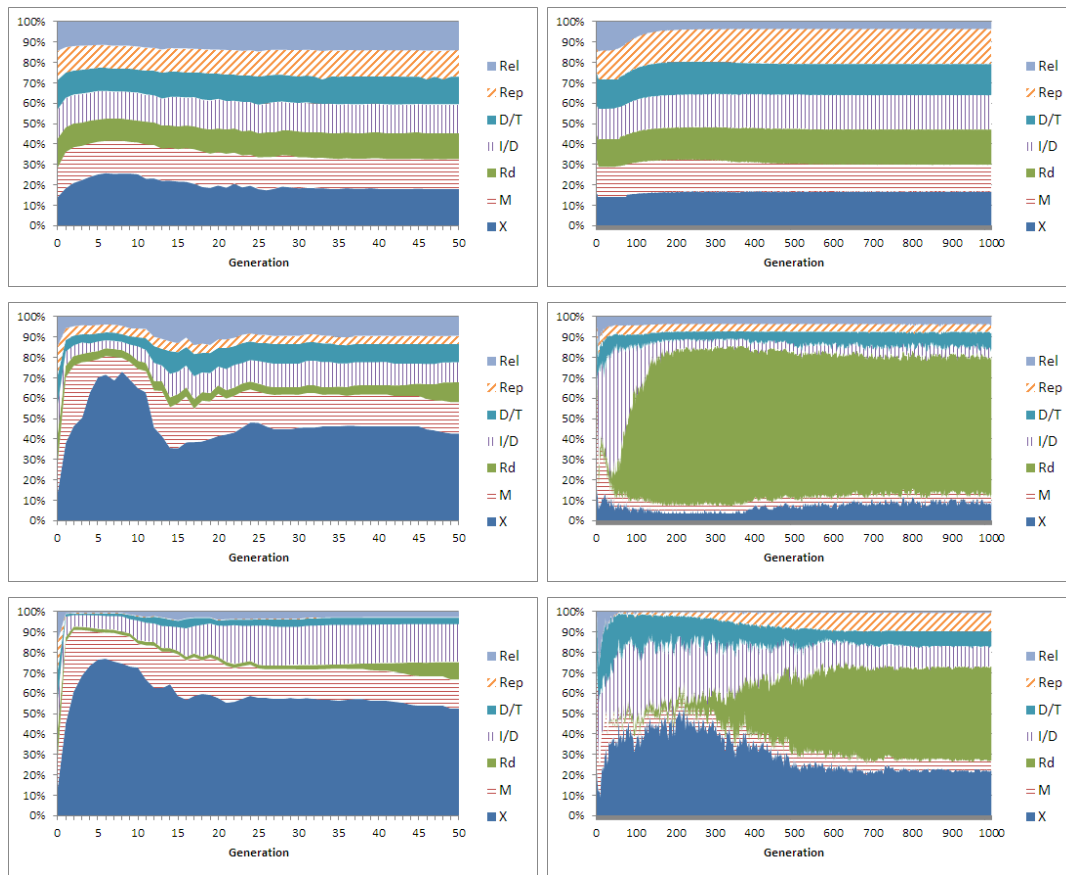 100%
90%
80%
70%
60%
50%
40%
30%
20%
10%
0%
0 5 10 15 20 25 30 35 40 45 50
Generation
Rel
Rep
D/T
I/D
Rd
M
X
100%
90%
80%
70%
60%
50%
40%
30%
20%
10%
0%
0 100 200 300 400 500 600 700 800 900 1000
Generation
Rel
Rep
D/T
I/D
Rd
M
X
100%
90%
80%
70%
60%
50%
40%
30%
20%
10%
0%
0 5 10 15 20 25 30 35 40 45 50
Generation
Rel
Rep
D/T
I/D
Rd
M
X
100%
90%
80%
70%
60%
50%
40%
30%
20%
10%
0%
0 100 200 300 400 500 600 700 800 900 1000
Generation
Rel
Rep
D/T
I/D
Rd
M
X
100%
90%
80%
70%
60%
50%
40%
30%
20%
10%
0%
0 5 10 15 20 25 30 35 40 45 50
Generation
Rel
Rep
D/T
I/D
Rd
M
X
100%
90%
80%
70%
60%
50%
40%
30%
20%
10%
0%
0 100 200 300 400 500 600 700 800 900 1000
Generation
Rel
Rep
D/T
I/D
Rd
M
X